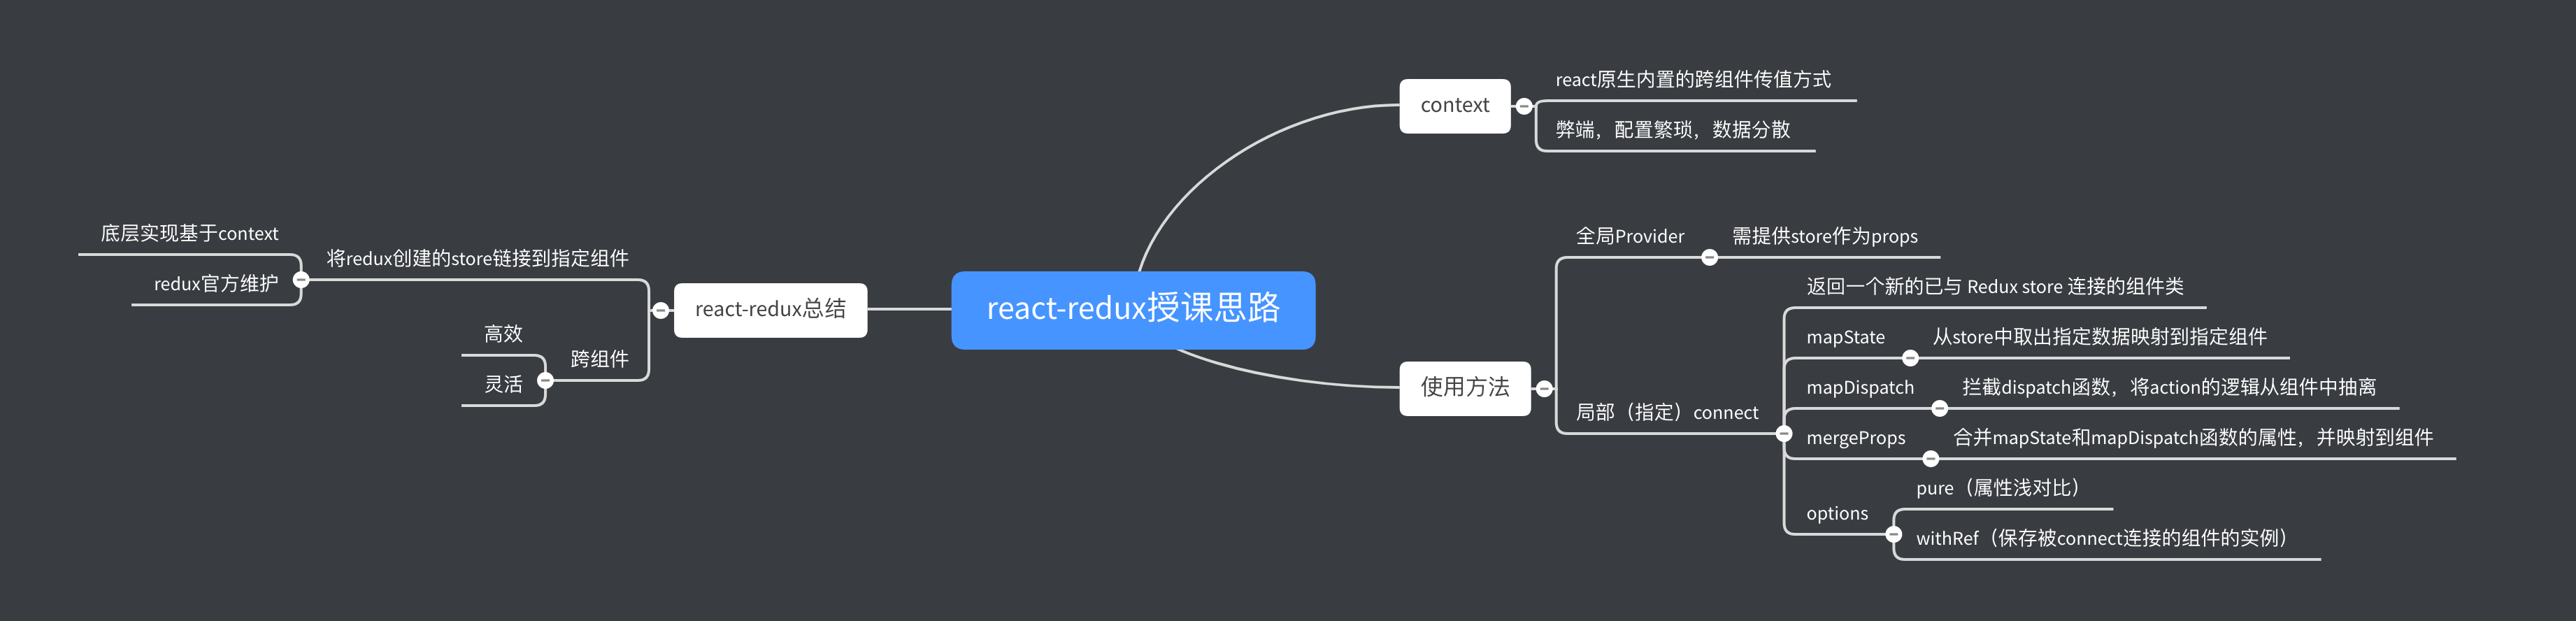 react-redux授课思路
context
react原生内置的跨组件传值方式
弊端，配置繁琐，数据分散
使用方法
全局Provider
需提供store作为props
局部（指定）connect
返回一个新的已与 Redux store 连接的组件类
mapState
从store中取出指定数据映射到指定组件
mapDispatch
拦截dispatch函数，将action的逻辑从组件中抽离
mergeProps
合并mapState和mapDispatch函数的属性，并映射到组件
options
pure（属性浅对比）
withRef（保存被connect连接的组件的实例）
react-redux总结
将redux创建的store链接到指定组件
底层实现基于context
redux官方维护
跨组件
高效
灵活